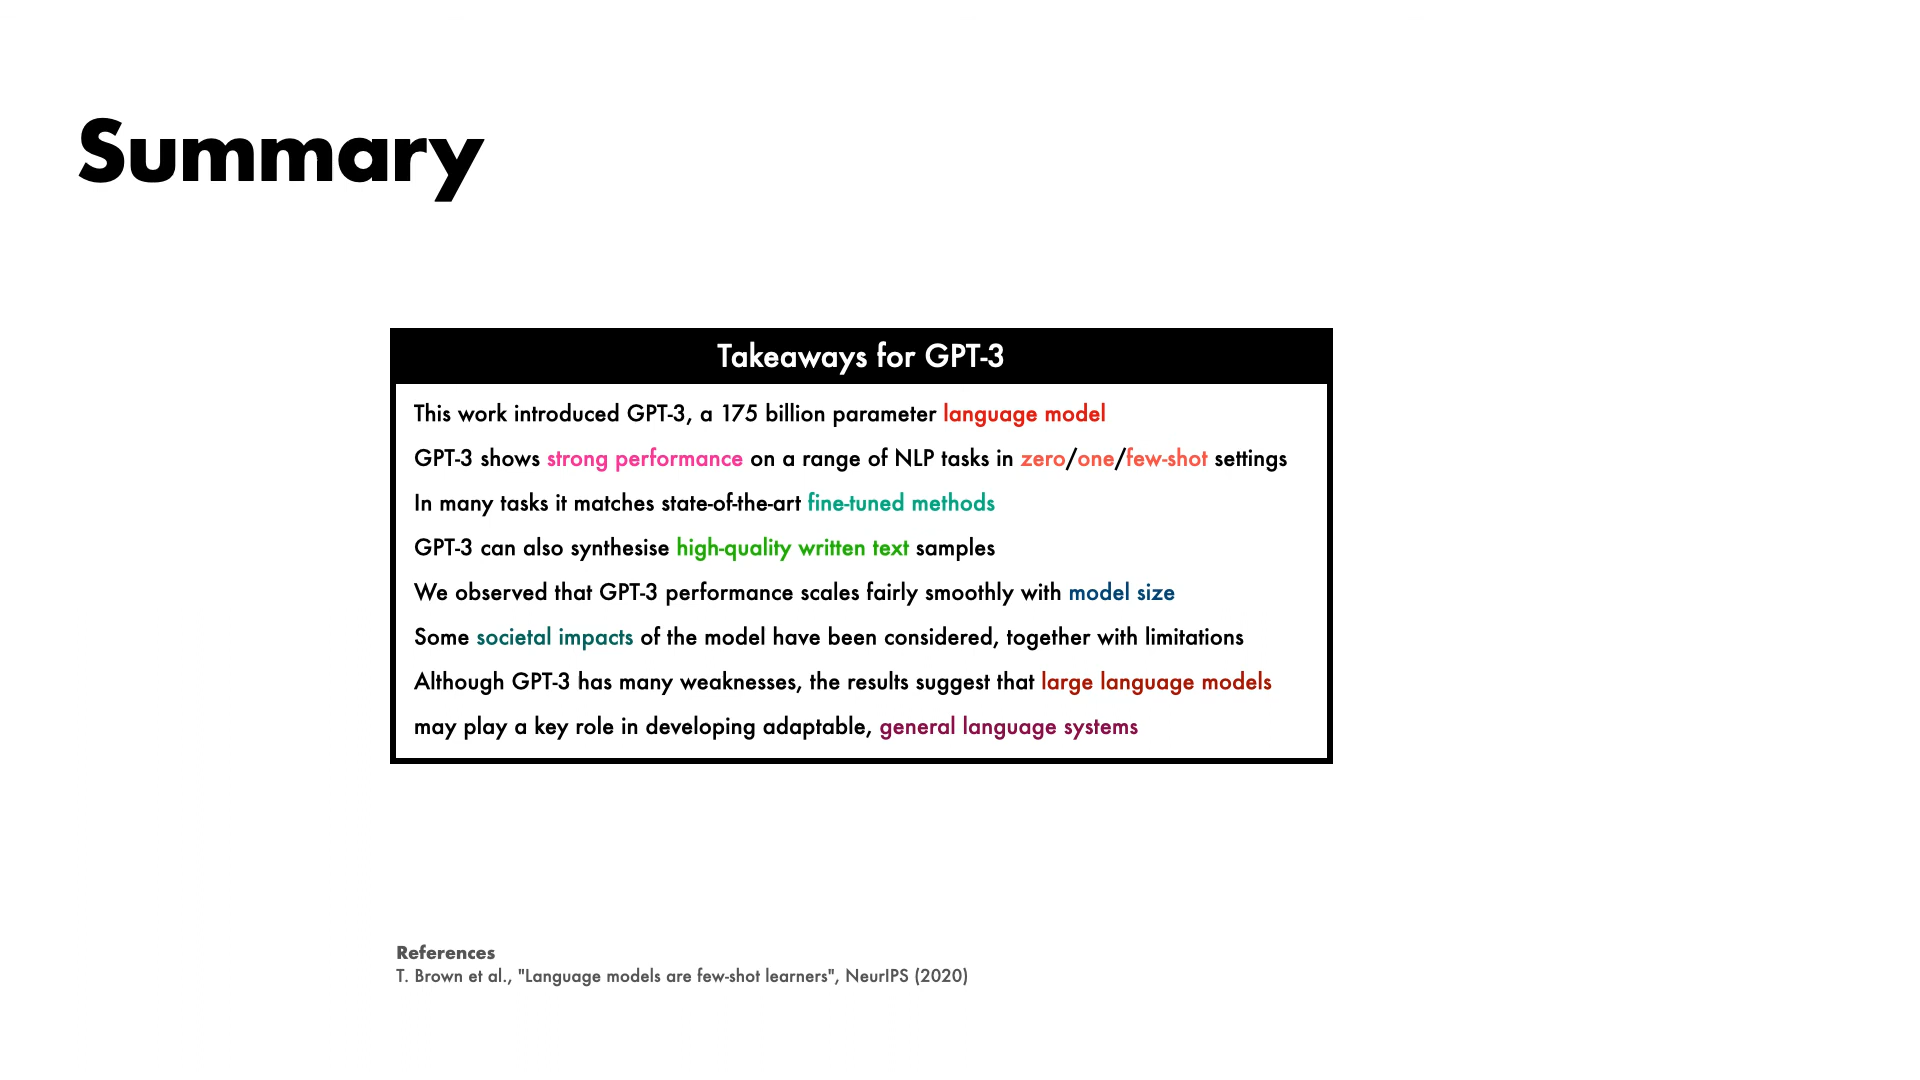 Summary
Takeaways for GPT-3
This work introduced GPT-3, a 175 billion parameter language model
GPT-3 shows strong performance on a range of NLP tasks in zero/one/few-shot settings
In many tasks it matches state-of-the-art fine-tuned methods
GPT-3 can also synthesise high-quality written text samples
We observed that GPT-3 performance scales fairly smoothly with model size
Some societal impacts of the model have been considered, together with limitations
Although GPT-3 has many weaknesses, the results suggest that large language models
may play a key role in developing adaptable, general language systems
References
T. Brown et al., "Language models are few-shot learners", NeurIPS (2020)